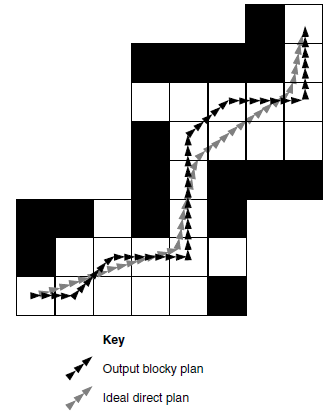 Key
Output blocky plan
Ideal direct plan